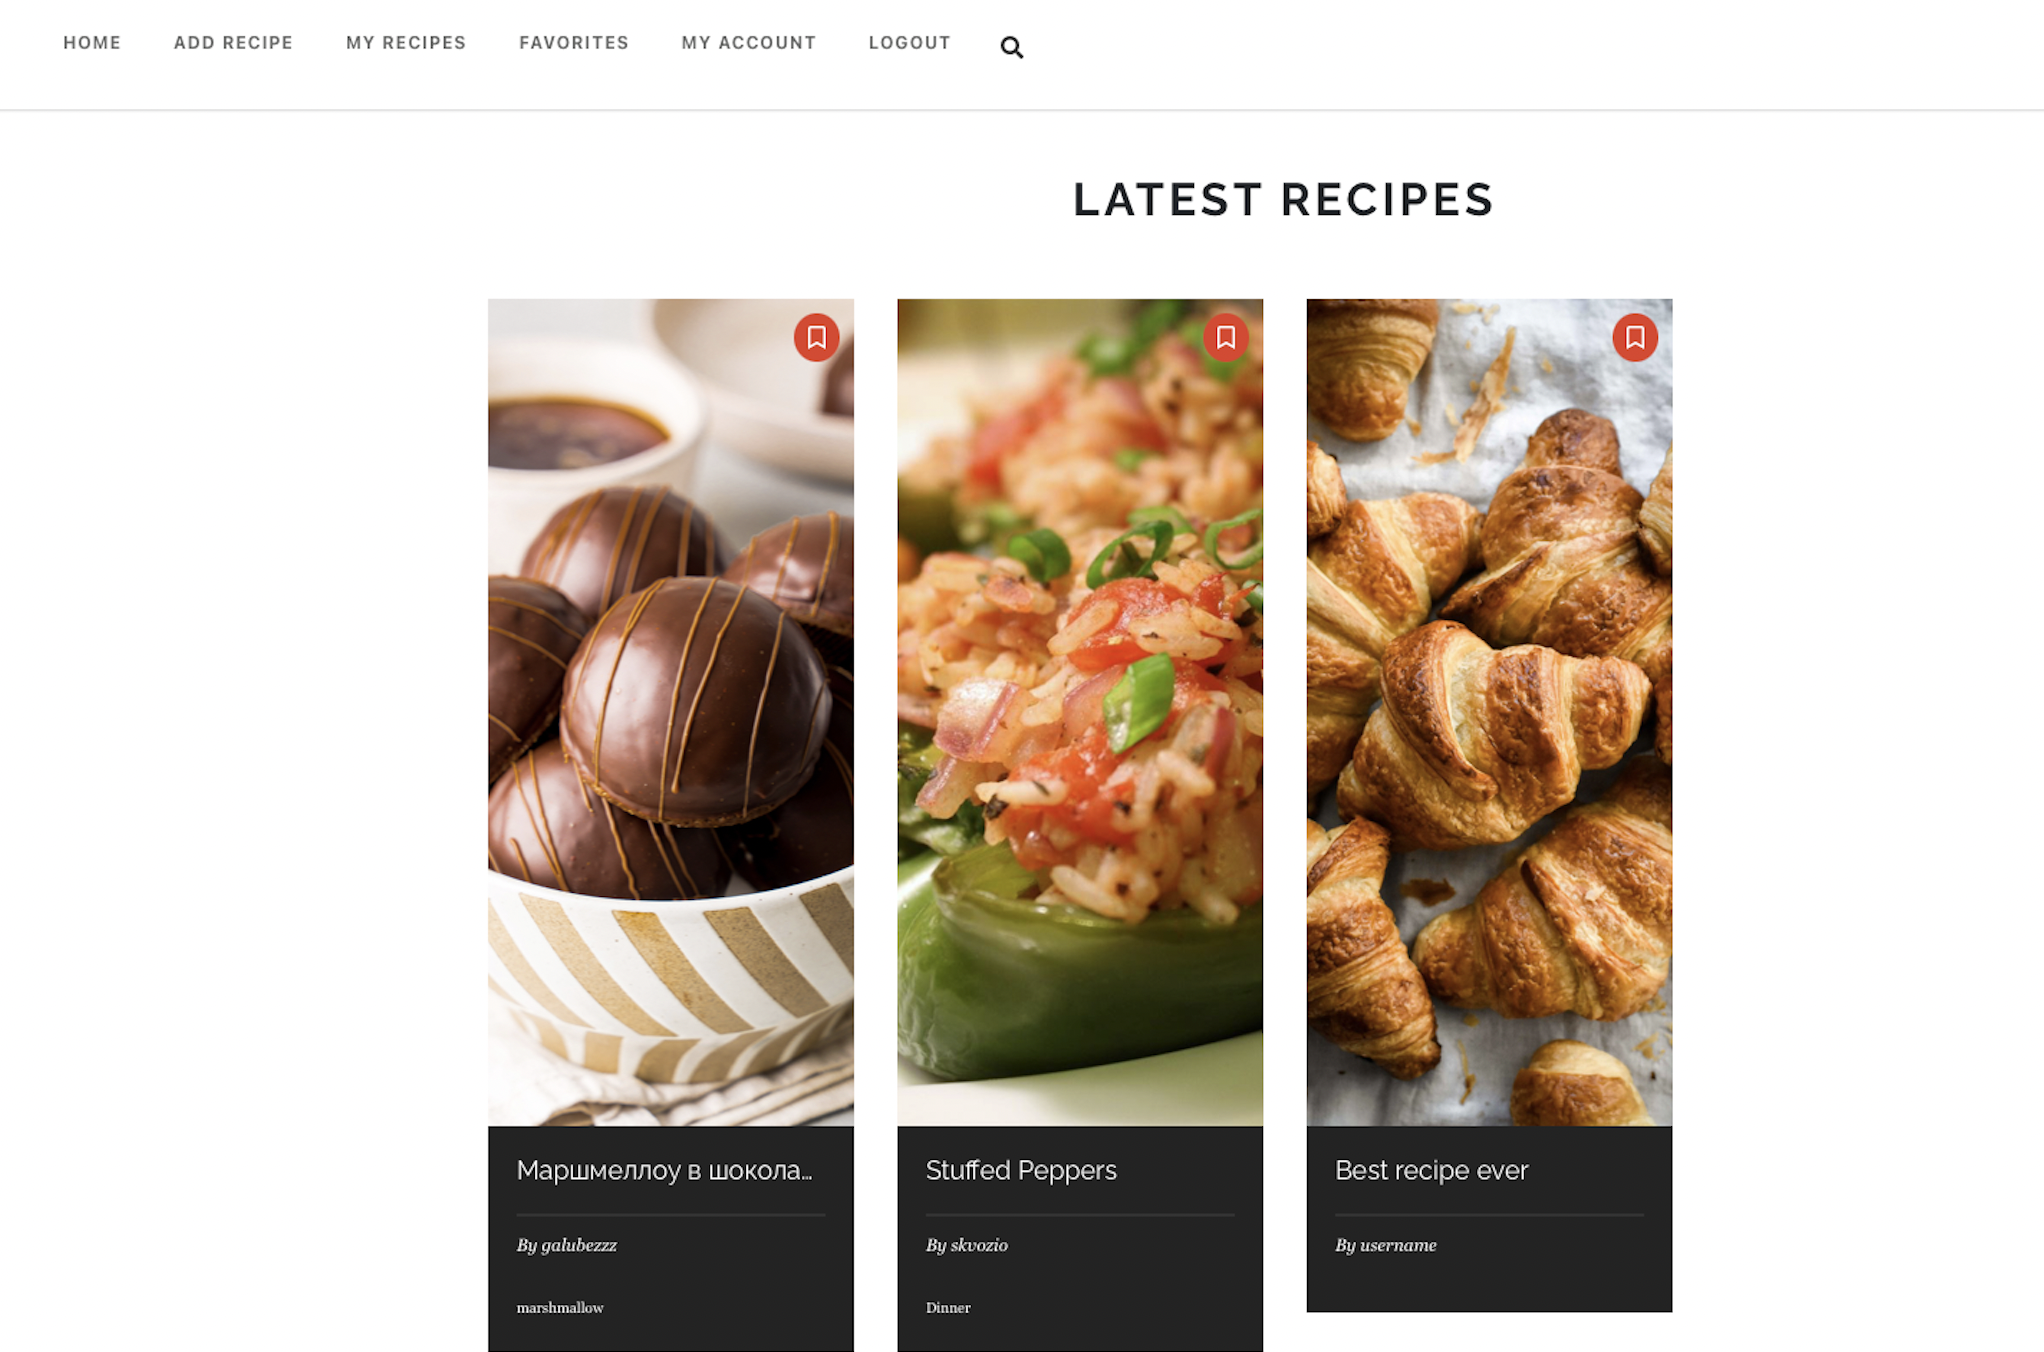 HOME ADD RECIPE MY RECIPES FAVORITES MY ACCOUNT LOGOUT
LATEST RECIPES
Маршмеллоу в шокола…
By galubezzz
marshmallow
Stuffed Peppers
By skvozio
Dinner
Best recipe ever
By username